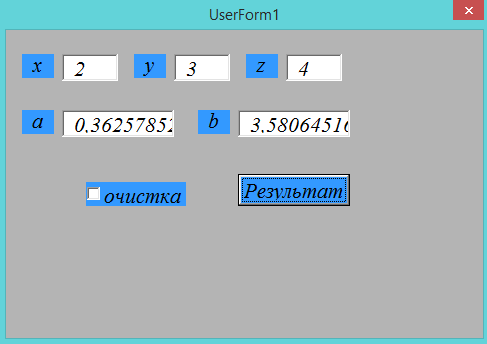 UserForm1
x 2 y 3 z 4
a 0,36257852 b 3,58064516
очистка Результат